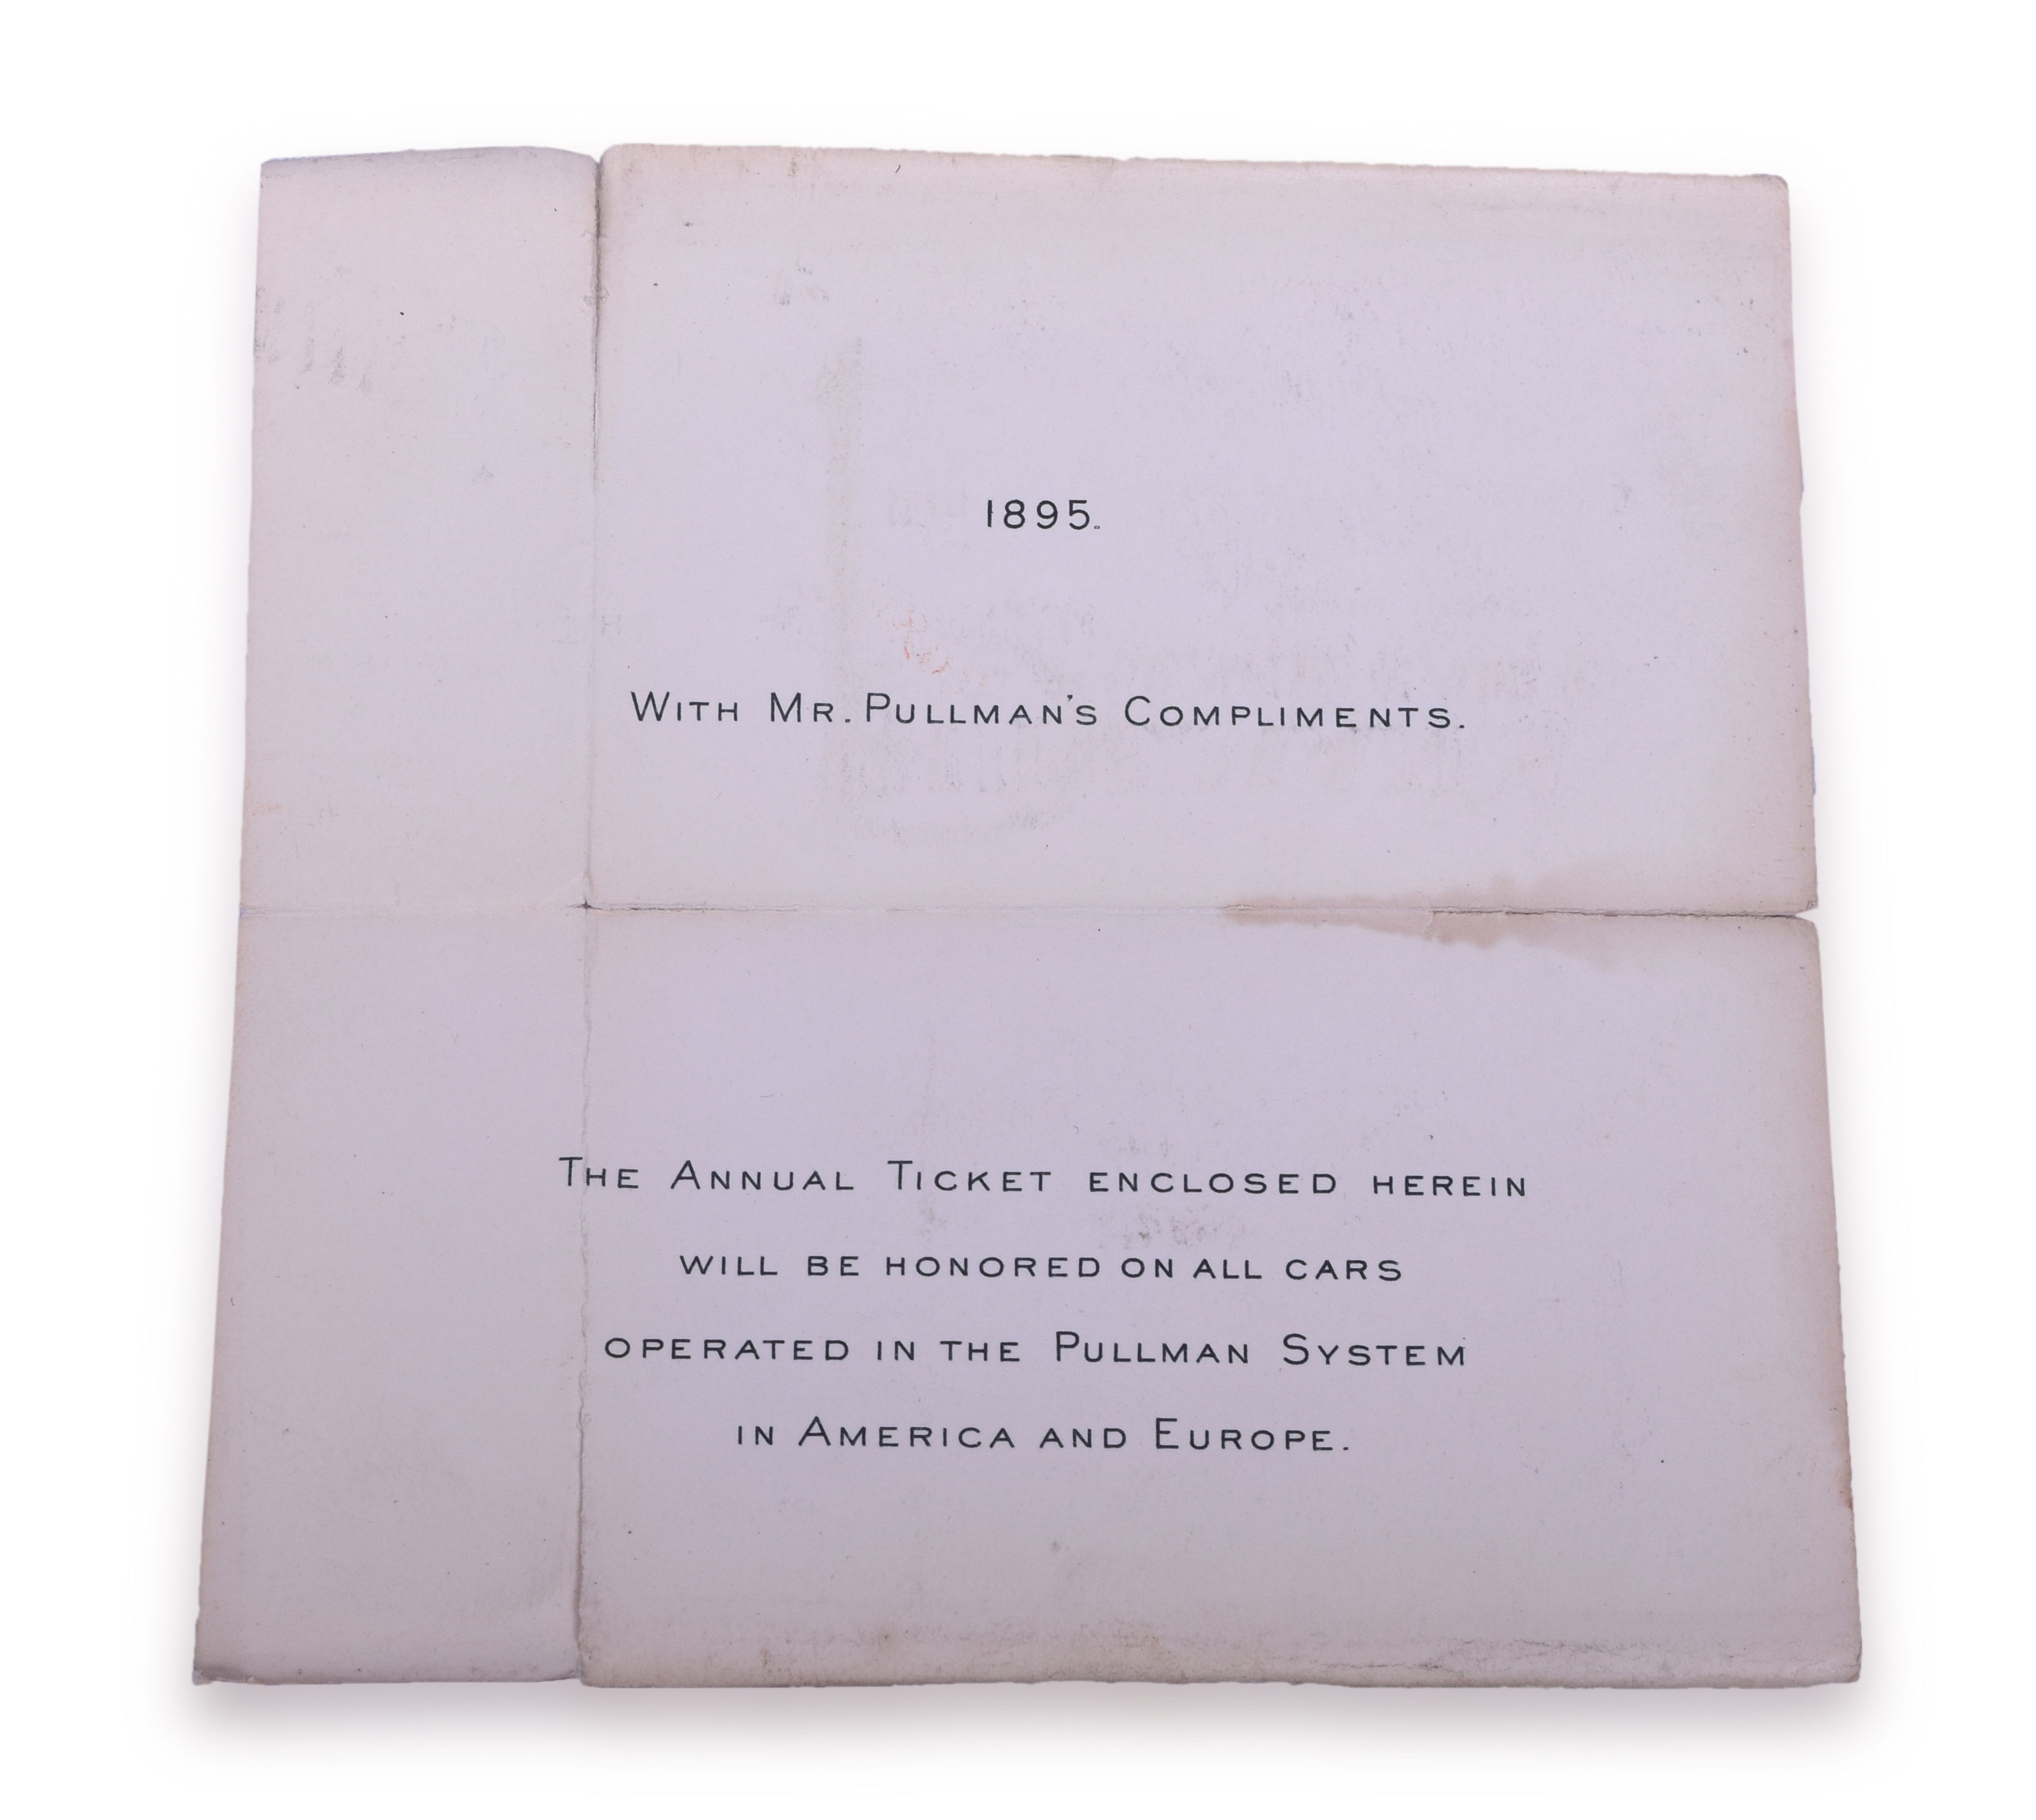 1895.
With Mr. Pullman's Compliments.
The Annual Ticket enclosed herein
will be honored on all cars
operated in the Pullman System
in America and Europe.